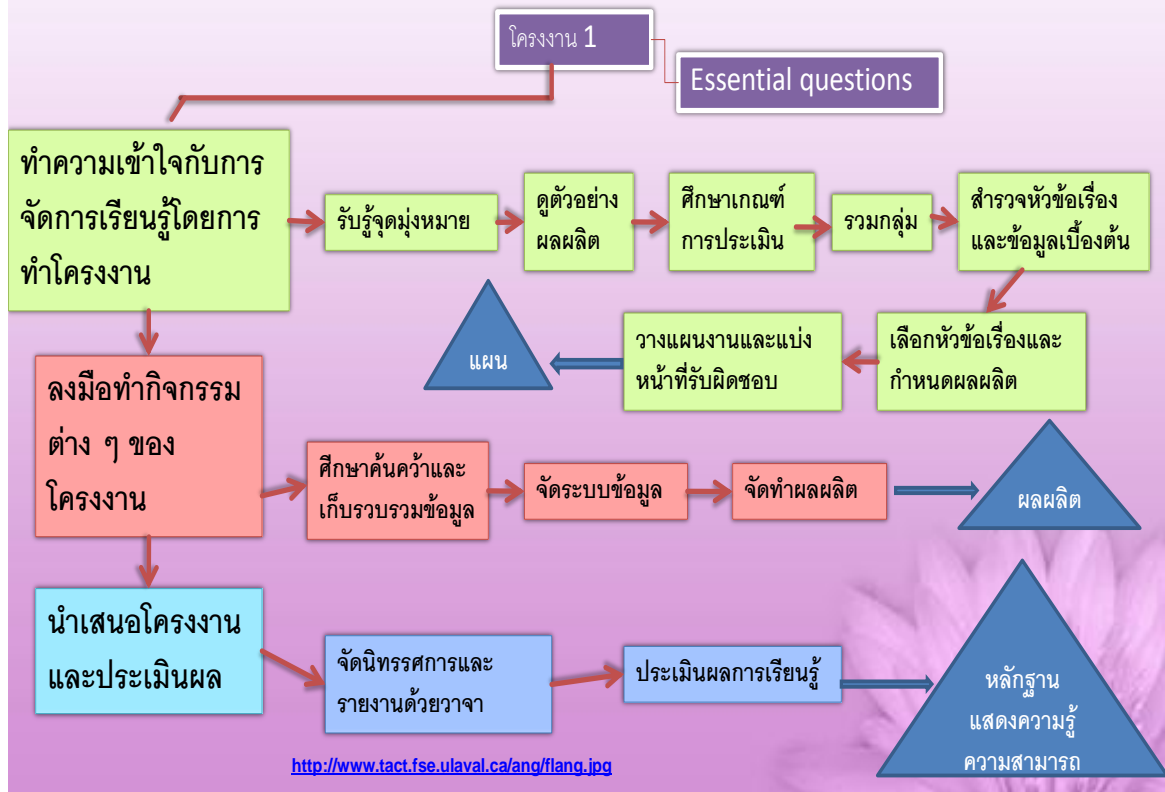 โครงงาน 1
Essential questions
ทำความเข้าใจกับการ
จัดการเรียนรู้โดยการ
ทำโครงงาน
รับรู้จุดมุ่งหมาย
ดูตัวอย่าง
ผลผลิต
ศึกษาเกณฑ์
การประเมิน
รวมกลุ่ม
สำรวจหัวข้อเรื่อง
และข้อมูลเบื้องต้น
เลือกหัวข้อเรื่องและ
กำหนดผลผลิต
วางแผนงานและแบ่ง
หน้าที่รับผิดชอบ
แผน
ลงมือทำกิจกรรม
ต่าง ๆ ของ
โครงงาน
ศึกษาค้นคว้าและ
เก็บรวบรวมข้อมูล
จัดระบบข้อมูล
จัดทำผลผลิต
ผลผลิต
นำเสนอโครงงาน
และประเมินผล
จัดนิทรรศการและ
รายงานด้วยวาจา
ประเมินผลการเรียนรู้
หลักฐาน
แสดงความรู้
ความสามารถ
http://www.tact.fse.ulaval.ca/ang/flang.jpg